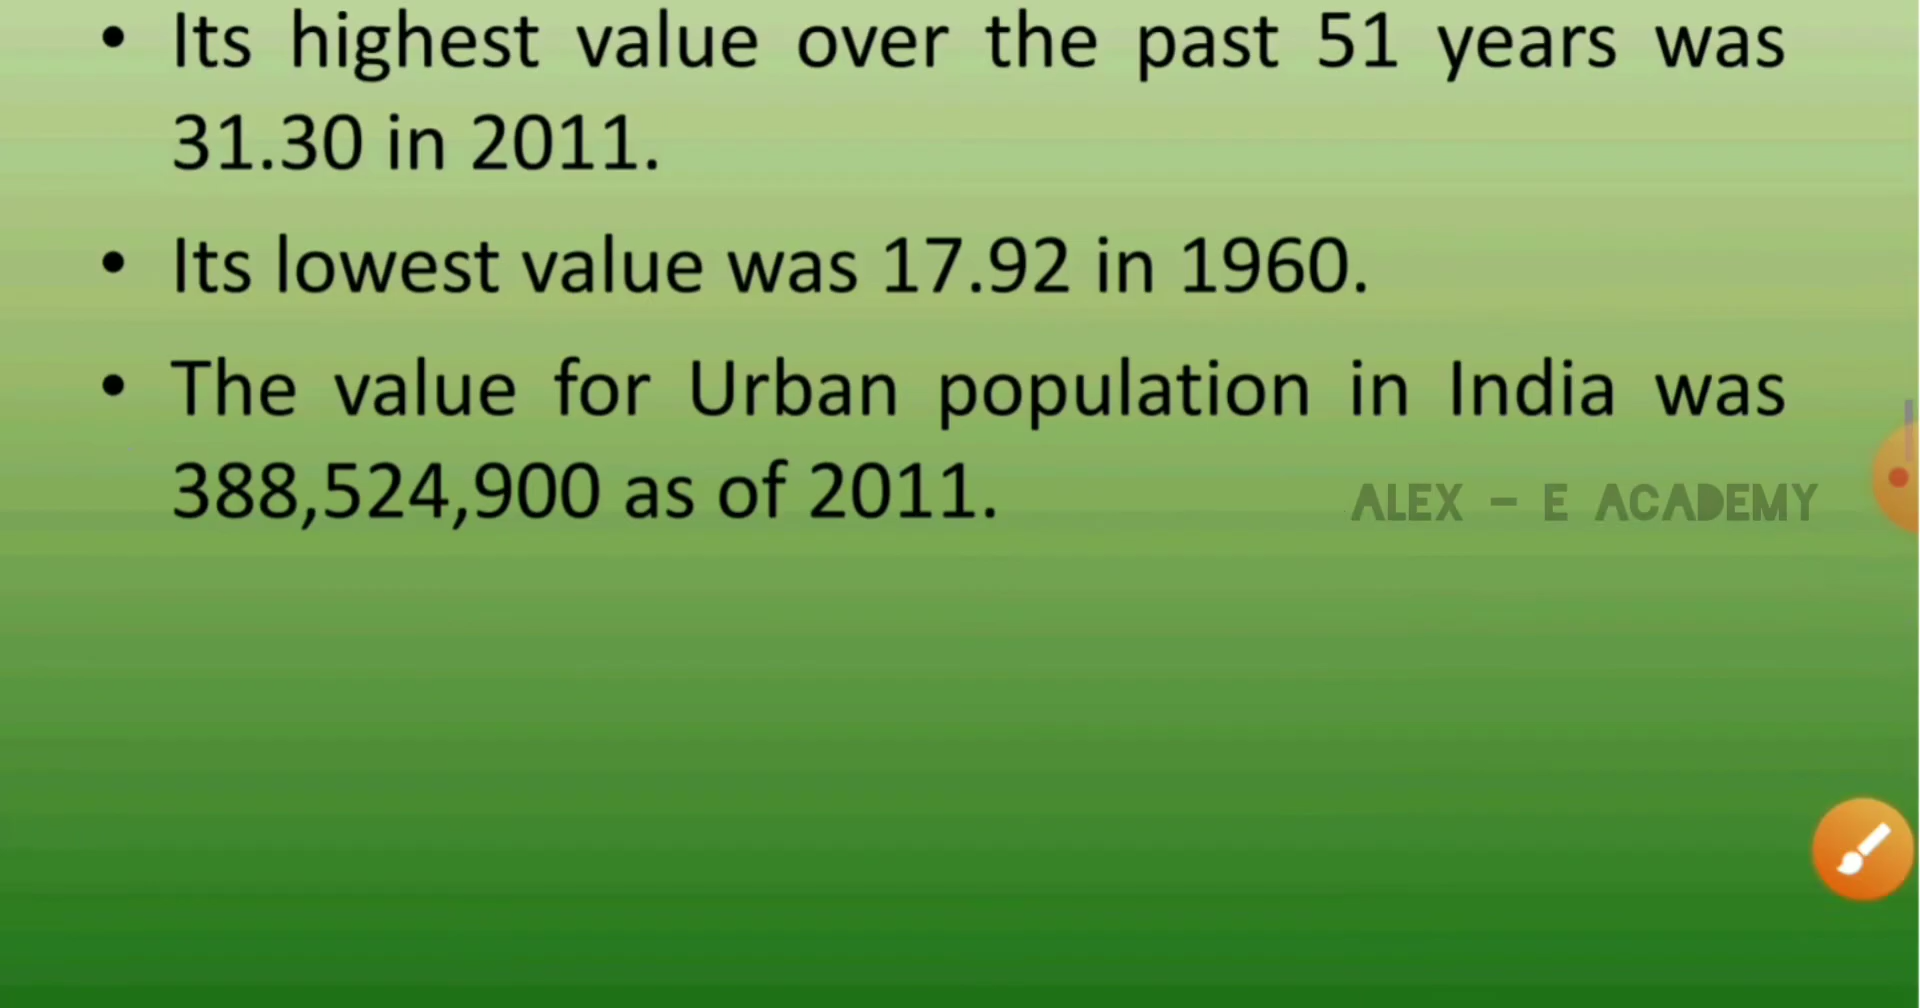 • Its highest value over the past 51 years was
31.30 in 2011.
• Its lowest value was 17.92 in 1960.
• The value for Urban population in India was
388,524,900 as of 2011.
ALEX – E ACADEMY